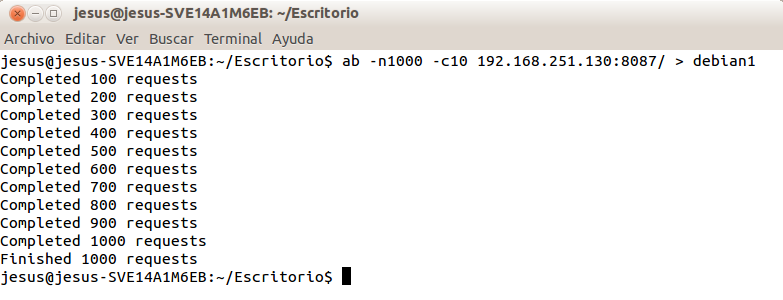 jesus@jesus-SVE14A1M6EB: ~/Escritorio
Archivo Editar Ver Buscar Terminal Ayuda
jesus@jesus-SVE14A1M6EB:~/Escritorio$ ab -n1000 -c10 192.168.251.130:8087/ > debian1
Completed 100 requests
Completed 200 requests
Completed 300 requests
Completed 400 requests
Completed 500 requests
Completed 600 requests
Completed 700 requests
Completed 800 requests
Completed 900 requests
Completed 1000 requests
Finished 1000 requests
jesus@jesus-SVE14A1M6EB:~/Escritorio$